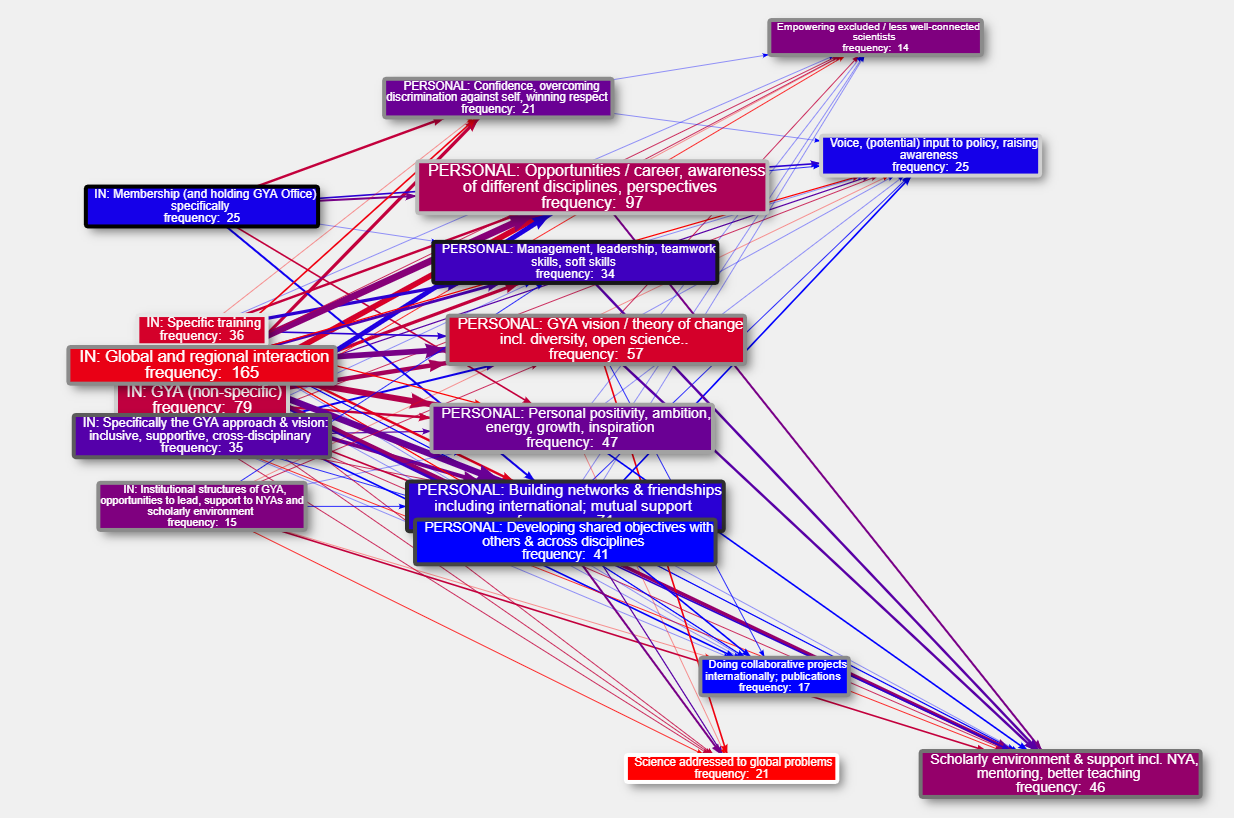 Empowering excluded / less well-connected
scientists
frequency: 14
PERSONAL: Confidence, overcoming
discrimination against self, winning respect
frequency: 21
Voice, (potential) input to policy, raising
awareness
frequency: 25
PERSONAL: Opportunities / career, awareness
of different disciplines, perspectives
frequency: 97
IN: Membership (and holding GYA Office)
specifically
frequency: 25
PERSONAL: Management, leadership, teamwork
skills, soft skills
frequency: 34
IN: Specific training
frequency: 36
PERSONAL: GYA vision / theory of change
incl. diversity, open science..
frequency: 57
IN: Global and regional interaction
frequency: 165
IN: GYA (non-specific)
frequency: 79
IN: Specifically the GYA approach & vision:
inclusive, supportive, cross-disciplinary
frequency: 35
PERSONAL: Personal positivity, ambition,
energy, growth, inspiration
frequency: 47
IN: Institutional structures of GYA,
opportunities to lead, support to NYAs and
scholarly environment
frequency: 15
PERSONAL: Building networks & friendships
including international; mutual support
PERSONAL: Developing shared objectives with
others & across disciplines
frequency: 41
Doing collaborative projects
internationally; publications
frequency: 17
Science addressed to global problems
frequency: 21
Scholarly environment & support incl. NYA,
mentoring, better teaching
frequency: 46